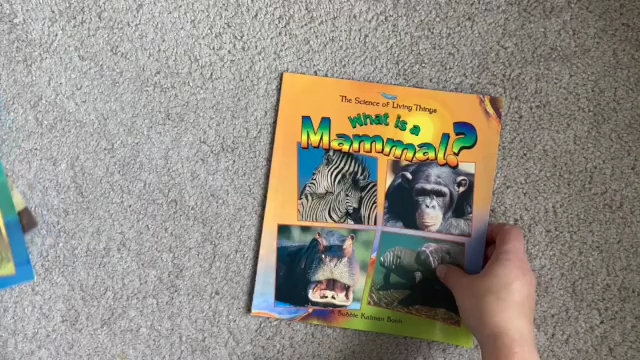 The Science of Living Things
What is a
Mammal?
A Bobbie Kalman Book